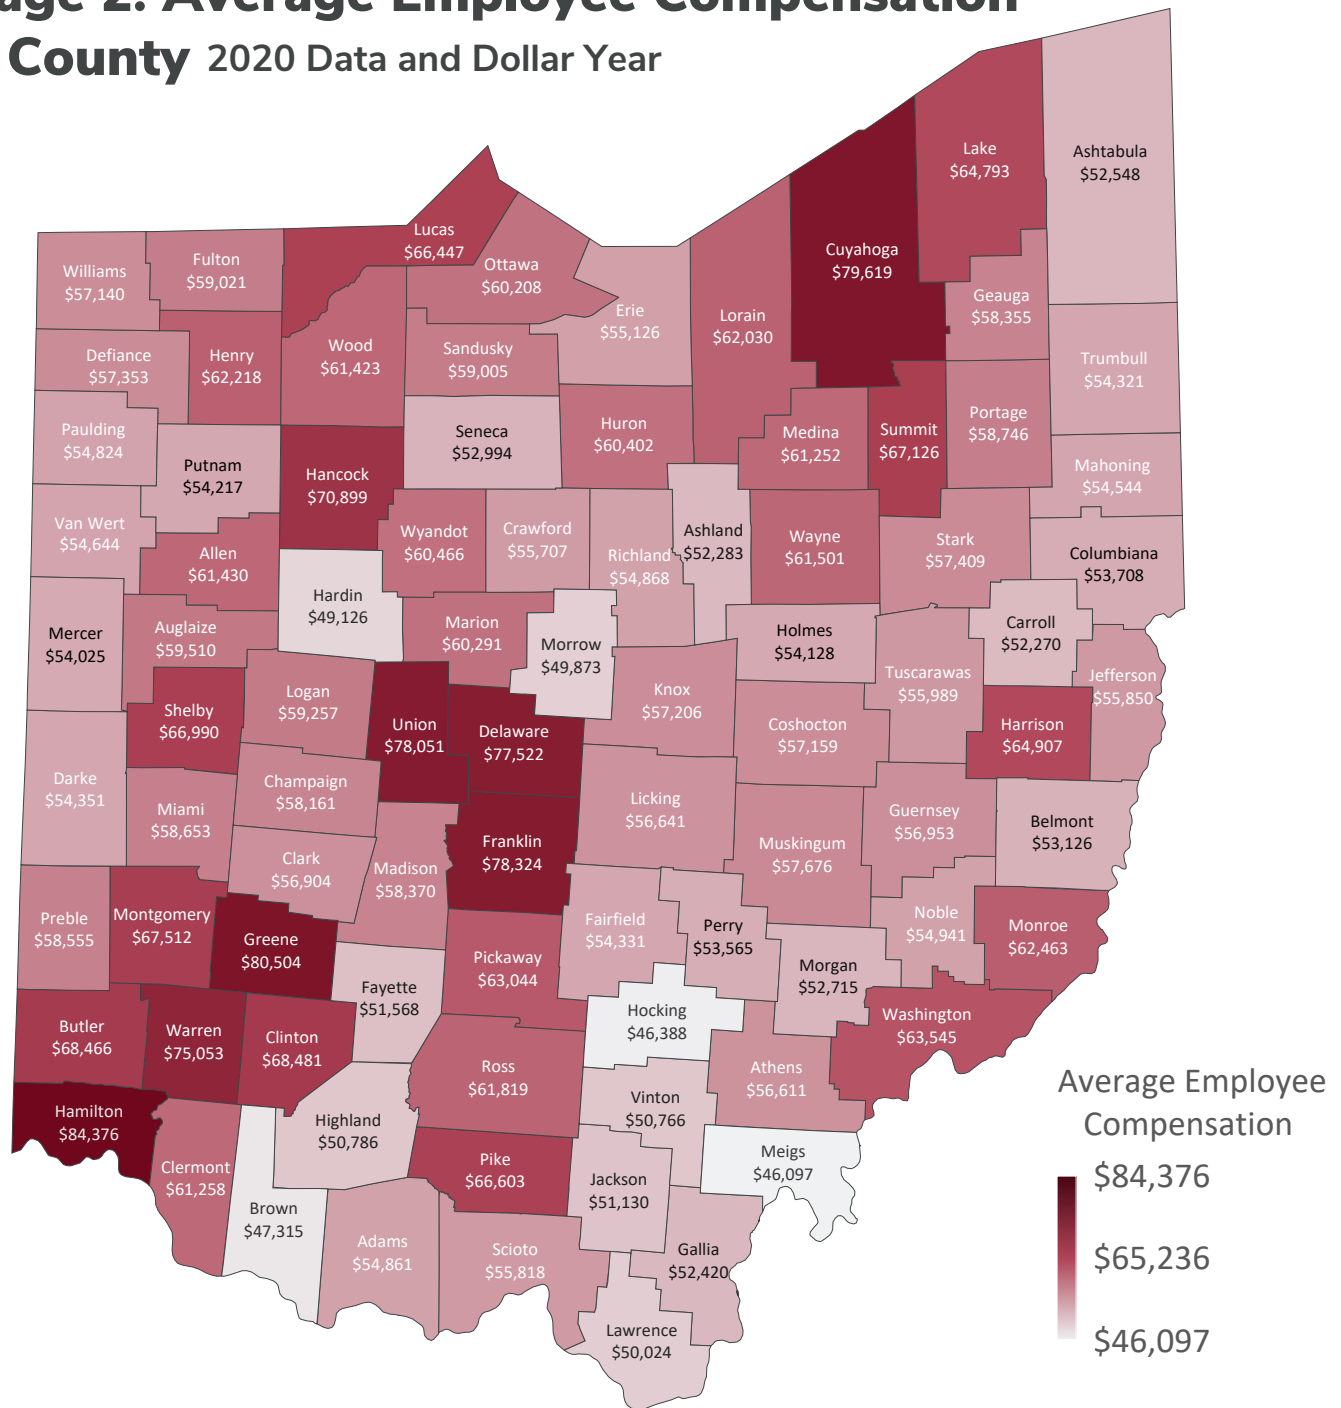 age 2: Average Employee Compensation
County 2020 Data and Dollar Year
Lake
$64,793
Ashtabula
$52,548
Lucas
$66,447
Cuyahoga
$79,619
Williams
$57,140
Fulton
$59,021
Ottawa
$60,208
Geauga
$58,355
Erie
$55,126
Lorain
$62,030
Defiance
$57,353
Henry
$62,218
Wood
$61,423
Sandusky
$59,005
Trumbull
$54,321
Paulding
$54,824
Putnam
$54,217
Hancock
$70,899
Seneca
$52,994
Huron
$60,402
Medina
$61,252
Summit
$67,126
Portage
$58,746
Mahoning
$54,544
Van Wert
$54,644
Allen
$61,430
Wyandot
$60,466
Crawford
$55,707
Richland
$54,868
Ashland
$52,283
Wayne
$61,501
Stark
$57,409
Columbiana
$53,708
Hardin
$49,126
Mercer
$54,025
Auglaize
$59,510
Marion
$60,291
Morrow
$49,873
Holmes
$54,128
Carroll
$52,270
Tuscarawas
$55,989
Jefferson
$55,850
Shelby
$66,990
Logan
$59,257
Union
$78,051
Delaware
$77,522
Knox
$57,206
Coshocton
$57,159
Harrison
$64,907
Darke
$54,351
Miami
$58,653
Champaign
$58,161
Licking
$56,641
Guernsey
$56,953
Belmont
$53,126
Clark
$56,904
Madison
$58,370
Franklin
$78,324
Muskingum
$57,676
Preble
$58,555
Montgomery
$67,512
Greene
$80,504
Fairfield
$54,331
Perry
$53,565
Noble
$54,941
Monroe
$62,463
Pickaway
$63,044
Morgan
$52,715
Fayette
$51,568
Hocking
$46,388
Washington
$63,545
Butler
$68,466
Warren
$75,053
Clinton
$68,481
Ross
$61,819
Athens
$56,611
Vinton
$50,766
Hamilton
$84,376
Highland
$50,786
Meigs
$46,097
Clermont
$61,258
Pike
$66,603
Jackson
$51,130
Brown
$47,315
Adams
$54,861
Scioto
$55,818
Gallia
$52,420
Lawrence
$50,024
Average Employee
Compensation
$84,376
$65,236
$46,097